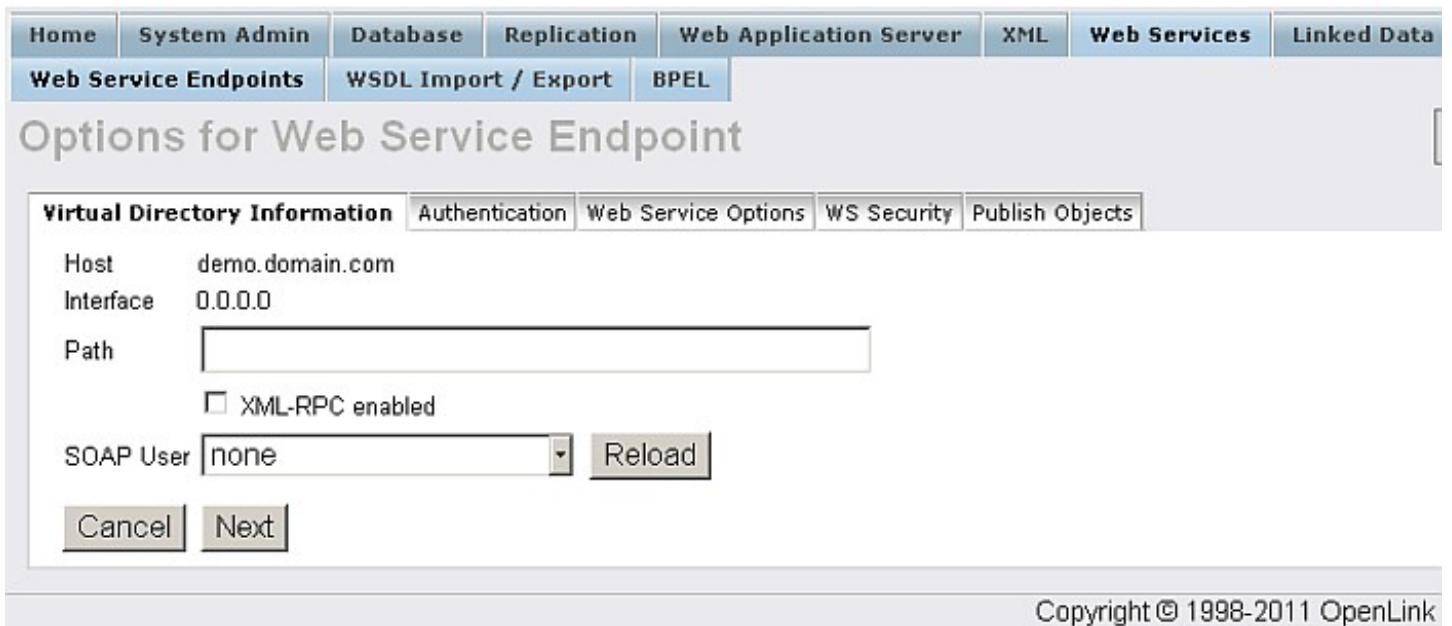 Home System Admin Database Replication Web Application Server XML Web Services Linked Data
Web Service Endpoints WSDL Import / Export BPEL
Options for Web Service Endpoint
Virtual Directory Information Authentication Web Service Options WS Security Publish Objects
Host demo.domain.com
Interface 0.0.0.0
Path
XML-RPC enabled
SOAP User none Reload
Cancel Next
Copyright © 1998-2011 OpenLink